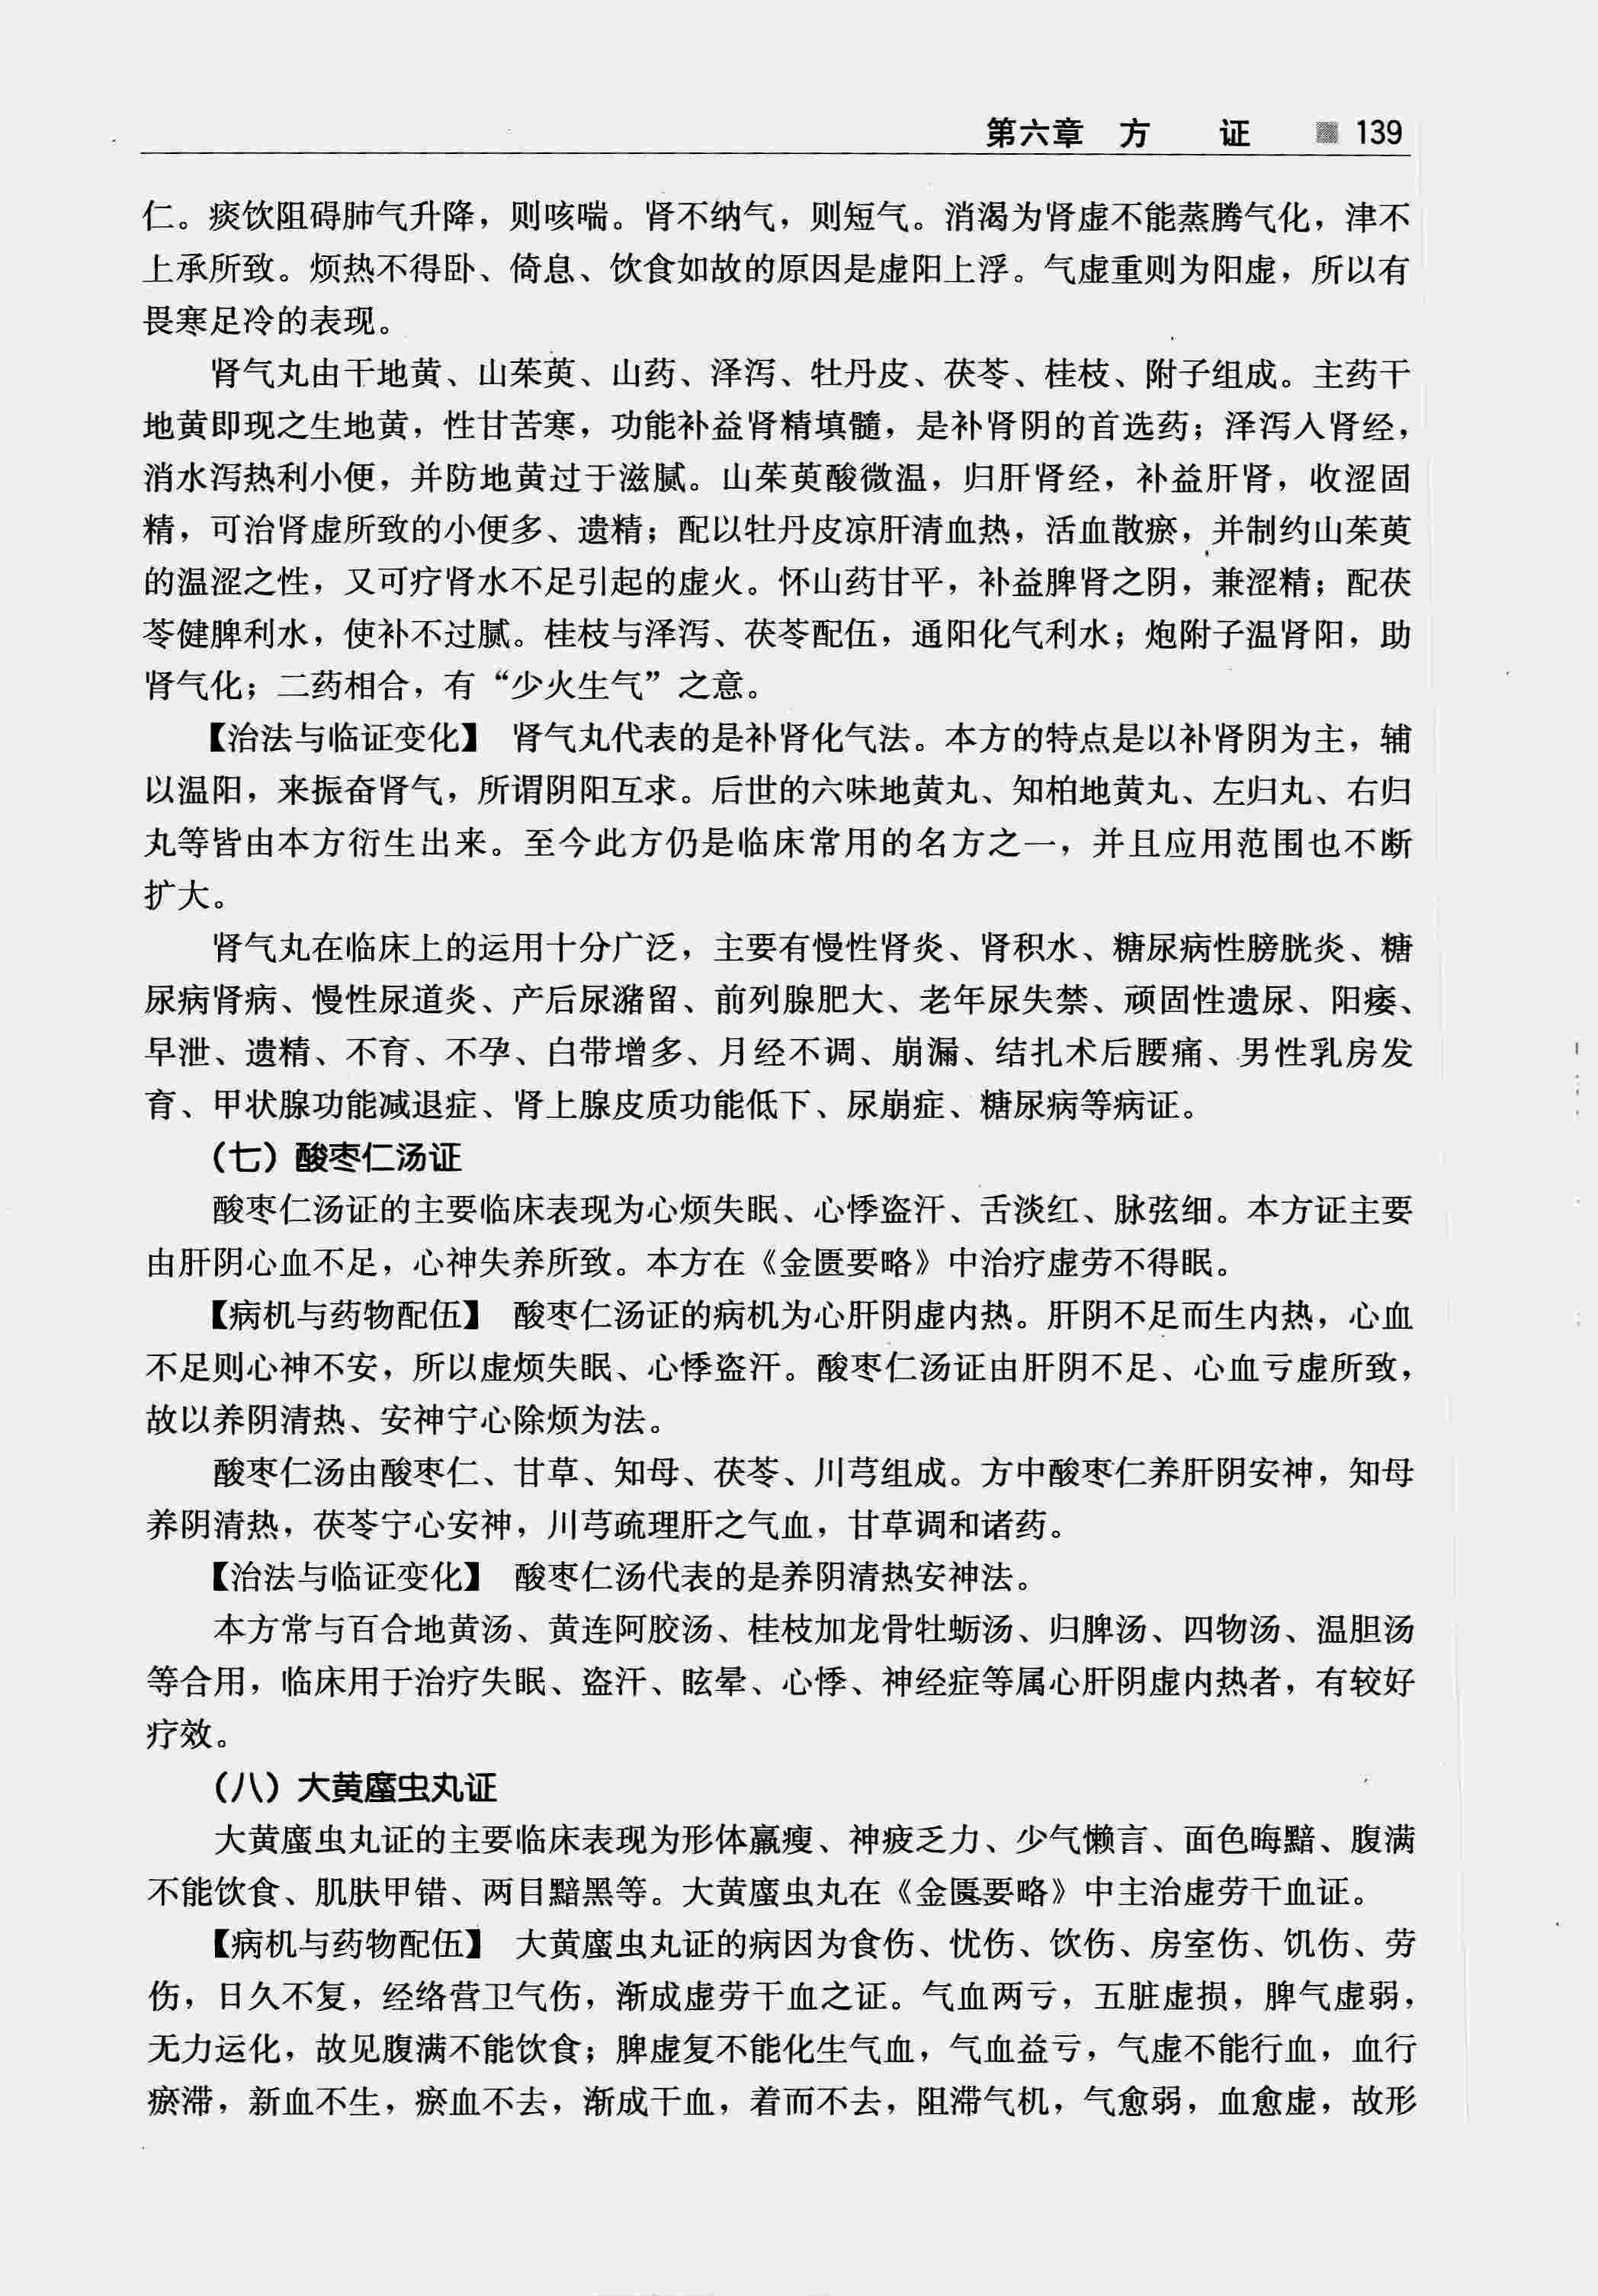 第六章 方 证 139
仁。痰饮阻碍肺气升降，则咳喘。肾不纳气，则短气。消渴为肾虚不能蒸腾气化，津不
上承所致。烦热不得卧、倚息、饮食如故的原因是虚阳上浮。气虚重则为阳虚，所以有
畏寒足冷的表现。
肾气丸由干地黄、山茱萸、山药、泽泻、牡丹皮、茯苓、桂枝、附子组成。主药干
地黄即现之生地黄，性甘苦寒，功能补益肾精填髓，是补肾阴的首选药；泽泻入肾经，
消水泻热利小便，并防地黄过于滋腻。山茱萸酸微温，归肝肾经，补益肝肾，收涩固
精，可治肾虚所致的小便多、遗精；配以牡丹皮凉肝清血热，活血散瘀，并制约山茱萸
的温涩之性，又可疗肾水不足引起的虚火。怀山药甘平，补益脾肾之阴，兼涩精；配茯
苓健脾利水，使补不过腻。桂枝与泽泻、茯苓配伍，通阳化气利水；炮附子温肾阳，助
肾气化；二药相合，有“少火生气”之意。
【治法与临证变化】 肾气丸代表的是补肾化气法。本方的特点是以补肾阴为主，辅
以温阳，来振奋肾气，所谓阴阳互求。后世的六味地黄丸、知柏地黄丸、左归丸、右归
丸等皆由本方衍生出来。至今此方仍是临床常用的名方之一，并且应用范围也不断
扩大。
肾气丸在临床上的运用十分广泛，主要有慢性肾炎、肾积水、糖尿病性膀胱炎、糖
尿病肾病、慢性尿道炎、产后尿潴留、前列腺肥大、老年尿失禁、顽固性遗尿、阳痿、
早泄、遗精、不育、不孕、白带增多、月经不调、崩漏、结扎术后腰痛、男性乳房发
育、甲状腺功能减退症、肾上腺皮质功能低下、尿崩症、糖尿病等病证。
（七）酸枣仁汤证
酸枣仁汤证的主要临床表现为心烦失眠、心悸盗汗、舌淡红、脉弦细。本方证主要
由肝阴心血不足，心神失养所致。本方在《金匮要略》中治疗虚劳不得眠。
【病机与药物配伍】 酸枣仁汤证的病机为心肝阴虚内热。肝阴不足而生内热，心血
不足则心神不安，所以虚烦失眠、心悸盗汗。酸枣仁汤证由肝阴不足、心血亏虚所致，
故以养阴清热、安神宁心除烦为法。
酸枣仁汤由酸枣仁、甘草、知母、茯苓、川芎组成。方中酸枣仁养肝阴安神，知母
养阴清热，茯苓宁心安神，川芎疏理肝之气血，甘草调和诸药。
【治法与临证变化】 酸枣仁汤代表的是养阴清热安神法。
本方常与百合地黄汤、黄连阿胶汤、桂枝加龙骨牡蛎汤、归脾汤、四物汤、温胆汤
等合用，临床用于治疗失眠、盗汗、眩晕、心悸、神经症等属心肝阴虚内热者，有较好
疗效。
（八）大黄䗪虫丸证
大黄䗪虫丸证的主要临床表现为形体羸瘦、神疲乏力、少气懒言、面色晦黯、腹满
不能饮食、肌肤甲错、两目黯黑等。大黄䗪虫丸在《金匮要略》中主治虚劳干血证。
【病机与药物配伍】 大黄䗪虫丸证的病因为食伤、忧伤、饮伤、房室伤、饥伤、劳
伤，日久不复，经络营卫气伤，渐成虚劳干血之证。气血两亏，五脏虚损，脾气虚弱，
无力运化，故见腹满不能饮食；脾虚复不能化生气血，气血益亏，气虚不能行血，血行
瘀滞，新血不生，瘀血不去，渐成干血，着而不去，阻滞气机，气愈弱，血愈虚，故形